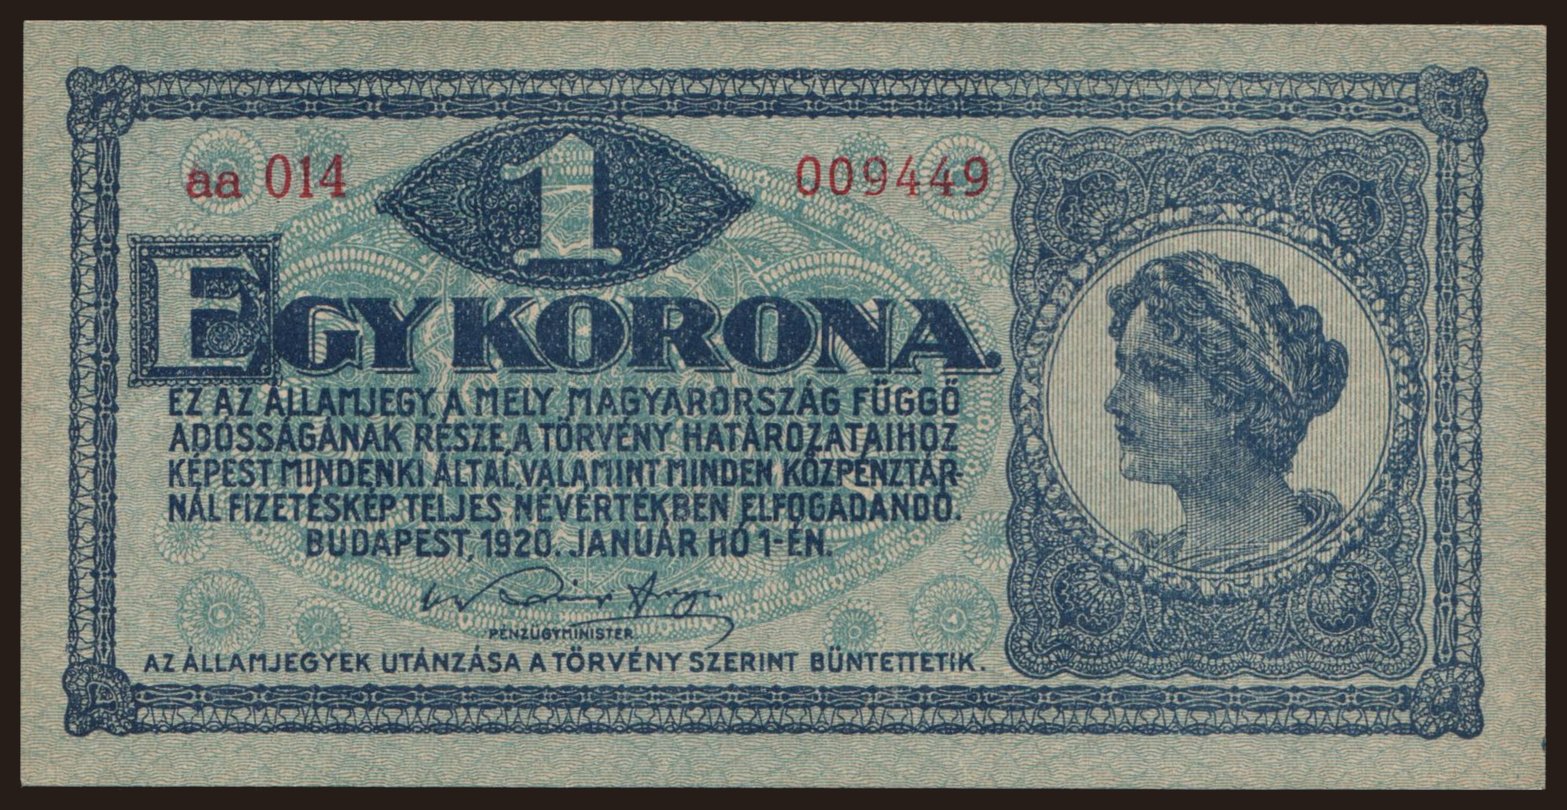 aa 014
1
009449
EGY KORONA.
EZ AZ ÁLLAMJEGY, A MELY MAGYARORSZÁG FÜGGŐ
ADÓSSÁGÁNAK RÉSZE, A TÖRVÉNY HATÁROZATAIHOZ
KÉPEST MINDENKI ÁLTAL, VALAMINT MINDEN KÖZPÉNZTÁR-
NÁL FIZETÉSKÉP TELJES NÉVÉRTÉKBEN ELFOGADANDÓ.
BUDAPEST, 1920. JANUÁR HÓ 1-ÉN.
PÉNZÜGYMINISTER
AZ ÁLLAMJEGYEK UTÁNZÁSA A TÖRVÉNY SZERINT BÜNTETTETIK.